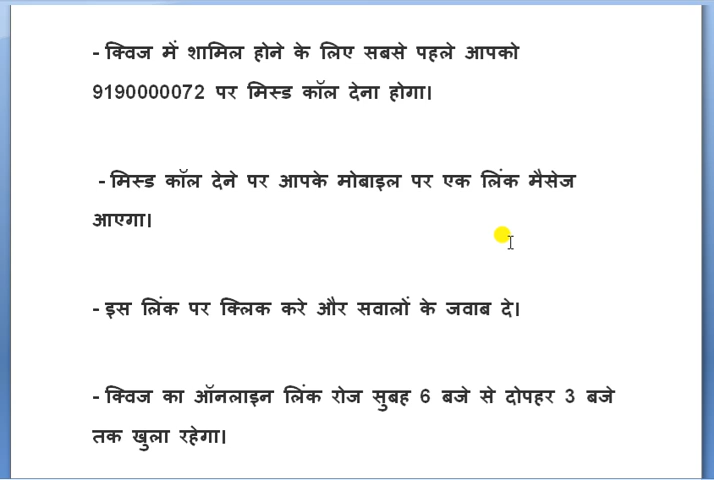 - क्विज में शामिल होने के लिए सबसे पहले आपको
9190000072 पर मिस्ड कॉल देना होगा।
- मिस्ड कॉल देने पर आपके मोबाइल पर एक लिंक मैसेज
आएगा।
- इस लिंक पर क्लिक करे और सवालों के जवाब दे।
- क्विज का ऑनलाइन लिंक रोज सुबह 6 बजे से दोपहर 3 बजे
तक खुला रहेगा।